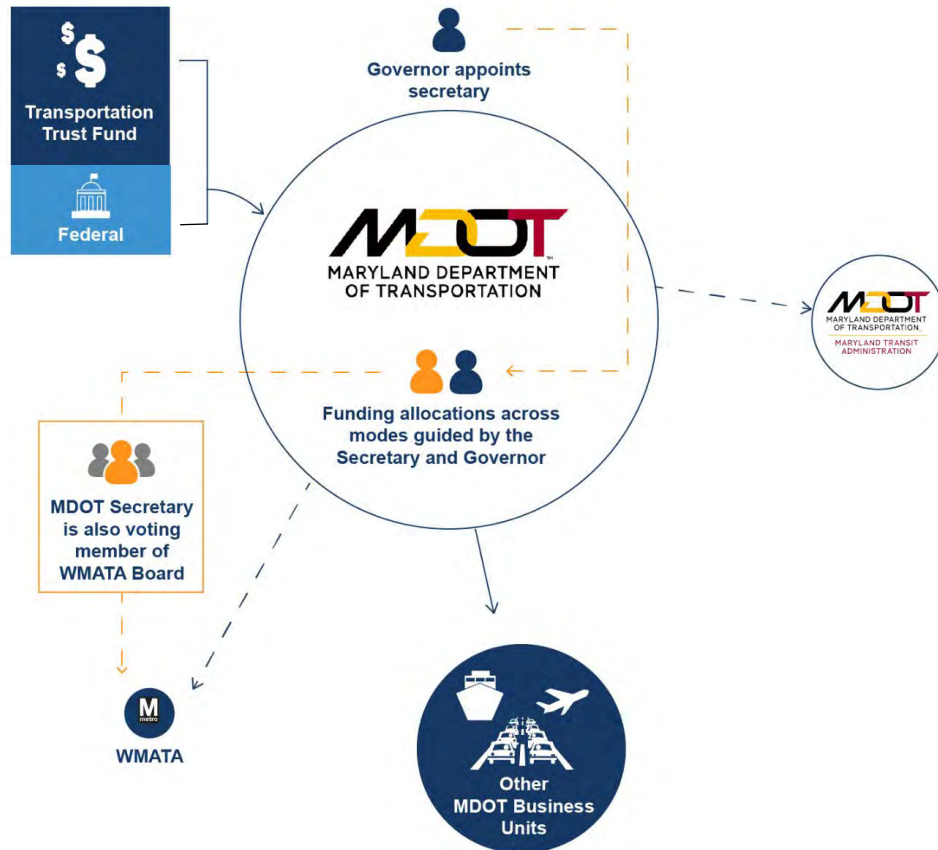 $
$
$
Transportation
Trust Fund
Federal
Governor appoints
secretary
MDOT™
MARYLAND DEPARTMENT
OF TRANSPORTATION
Funding allocations across
modes guided by the
Secretary and Governor
MDOT
MARYLAND DEPARTMENT
OF TRANSPORTATION
MARYLAND TRANSIT
ADMINISTRATION
MDOT Secretary
is also voting
member of
WMATA Board
M
metro
WMATA
Other
MDOT Business
Units